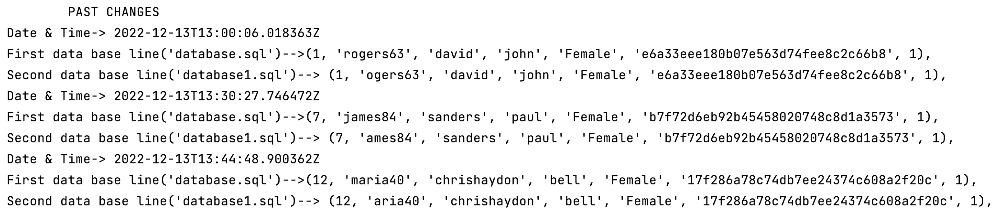 PAST CHANGES
Date & Time-> 2022-12-13T13:00:06.018363Z
First data base line('database.sql')-->(1, 'rogers63', 'david', 'john', 'Female', 'e6a33eee180b07e563d74fee8c2c66b8', 1),
Second data base line('database1.sql')--> (1, 'ogers63', 'david', 'john', 'Female', 'e6a33eee180b07e563d74fee8c2c66b8', 1),
Date & Time-> 2022-12-13T13:30:27.746472Z
First data base line('database.sql')-->(7, 'james84', 'sanders', 'paul', 'Female', 'b7f72d6eb92b45458020748c8d1a3573', 1),
Second data base line('database1.sql')--> (7, 'ames84', 'sanders', 'paul', 'Female', 'b7f72d6eb92b45458020748c8d1a3573', 1),
Date & Time-> 2022-12-13T13:44:48.900362Z
First data base line('database.sql')-->(12, 'maria40', 'chrishaydon', 'bell', 'Female', '17f286a78c74db7ee24374c608a2f20c', 1),
Second data base line('database1.sql')--> (12, 'aria40', 'chrishaydon', 'bell', 'Female', '17f286a78c74db7ee24374c608a2f20c', 1),